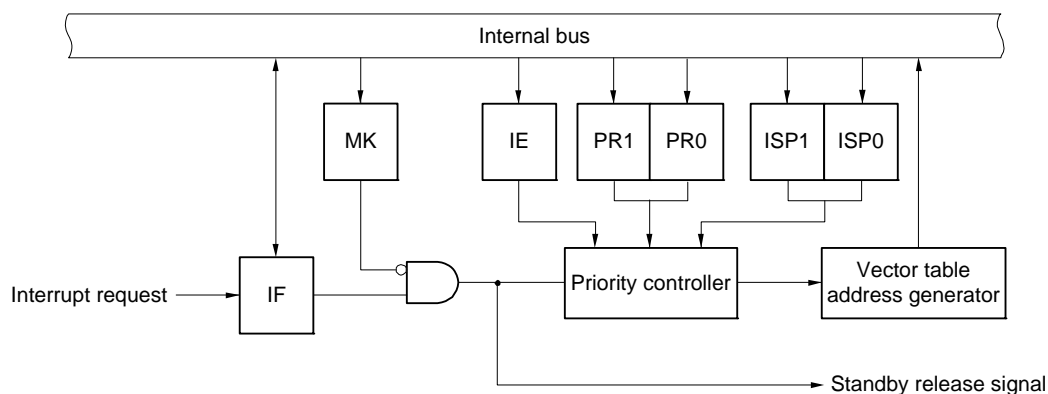 Internal bus
MK
IE
PR1
PR0
ISP1
ISP0
Interrupt request
IF
Priority controller
Vector table
address generator
Standby release signal